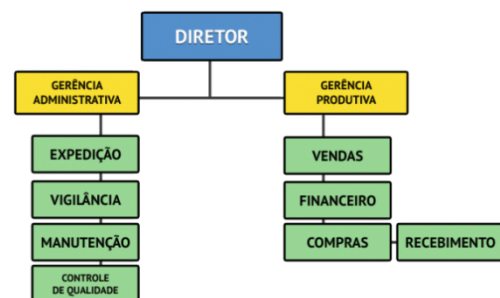 DIRETOR
GERÊNCIA
ADMINISTRATIVA
GERÊNCIA
PRODUTIVA
EXPEDIÇÃO
VIGILÂNCIA
MANUTENÇÃO
CONTROLE
DE QUALIDADE
VENDAS
FINANCEIRO
COMPRAS
RECEBIMENTO